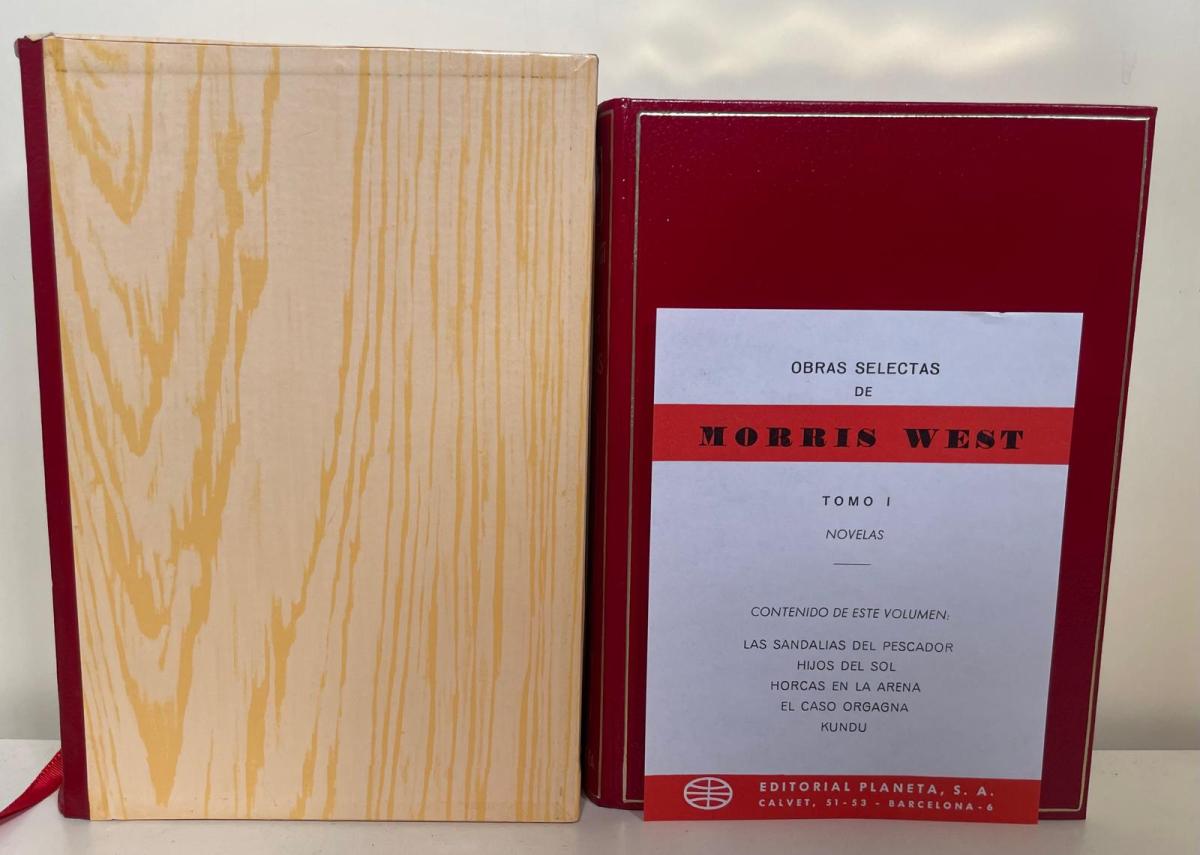 OBRAS SELECTAS
DE
MORRIS WEST
TOMO I
NOVELAS
CONTENIDO DE ESTE VOLUMEN:
LAS SANDALIAS DEL PESCADOR
HIJOS DEL SOL
HORCAS EN LA ARENA
EL CASO ORGAGNA
KUNDU
EDITORIAL PLANETA, S. A.
CALVET, 51-53 - BARCELONA-6